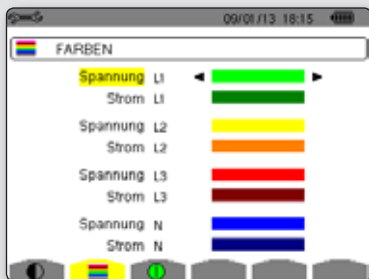 09/01/13 18:15
FARBEN
Spannung L1
Strom L1
Spannung L2
Strom L2
Spannung L3
Strom L3
Spannung N
Strom N